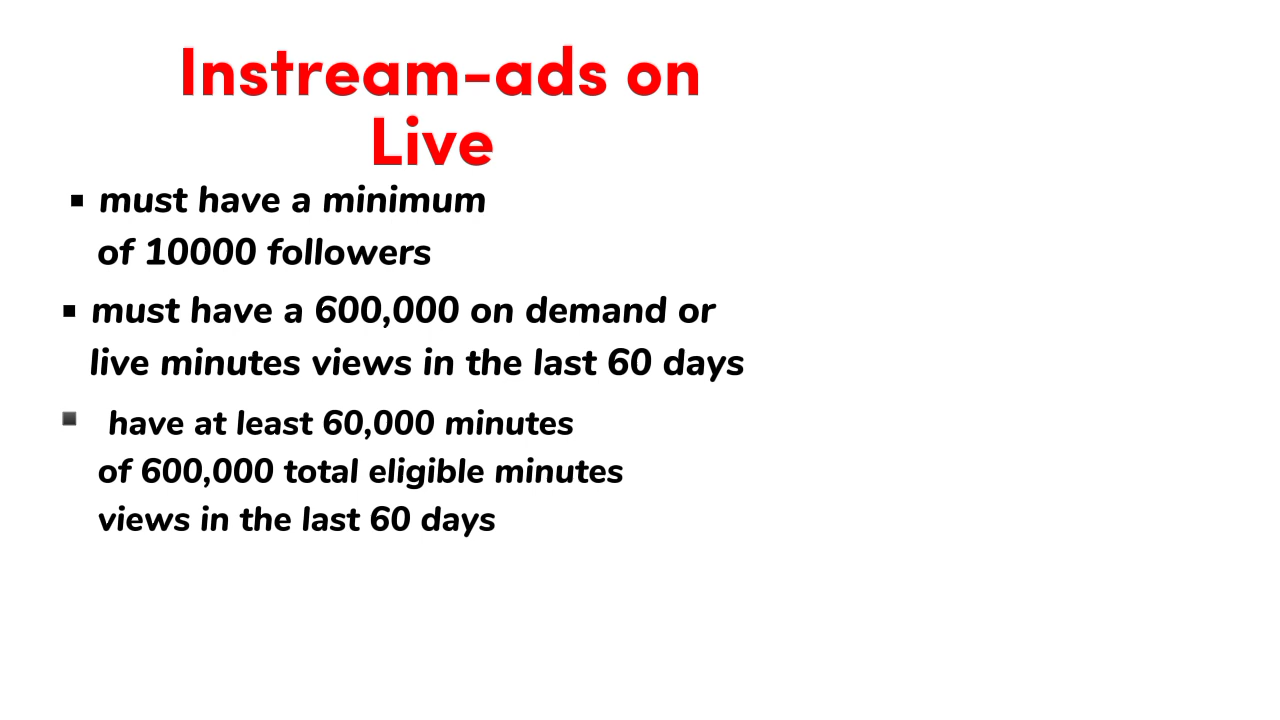 Instream-ads on
Live
▪ must have a minimum
of 10000 followers
▪ must have a 600,000 on demand or
live minutes views in the last 60 days
▪ have at least 60,000 minutes
of 600,000 total eligible minutes
views in the last 60 days